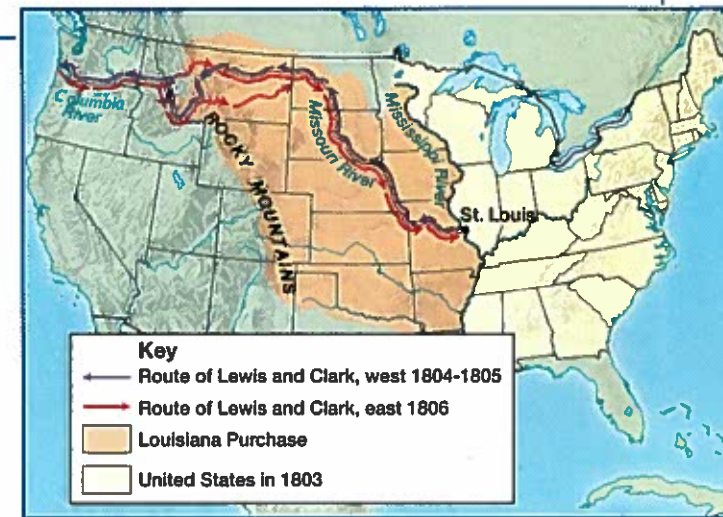 Columbia
River
ROCKY MOUNTAINS
Missouri River
Mississippi River
St. Louis
Key
Route of Lewis and Clark, west 1804-1805
Route of Lewis and Clark, east 1806
Louisiana Purchase
United States in 1803